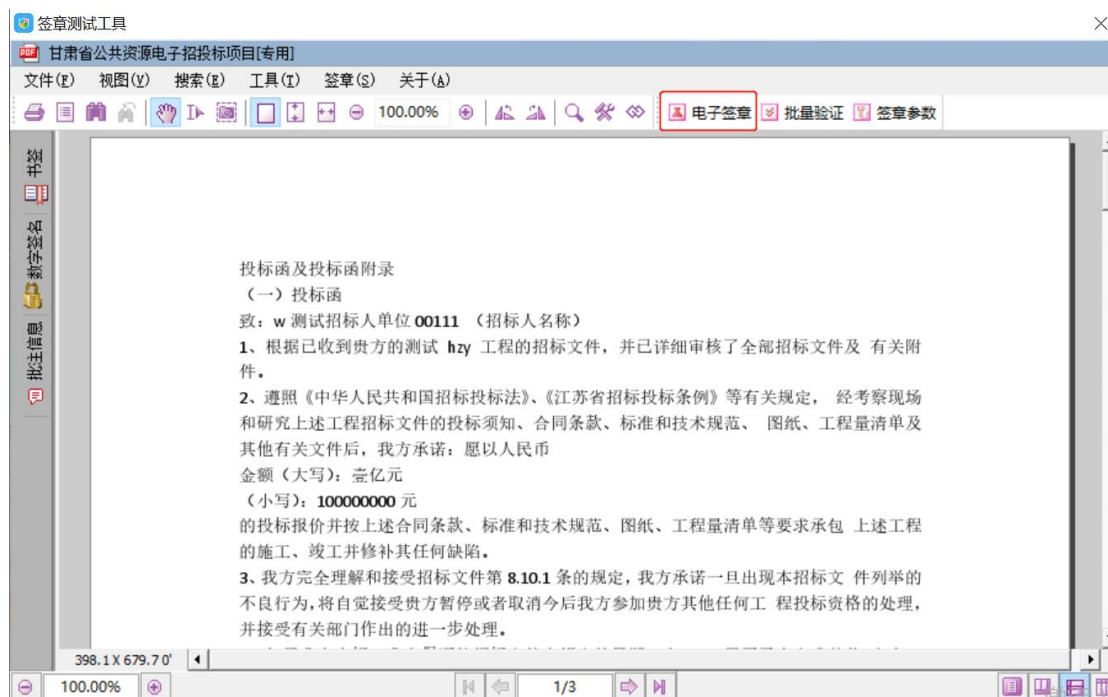 签章测试工具
PDF 甘肃省公共资源电子招投标项目[专用]
文件(F) 视图(V) 搜索(E) 工具(T) 签章(S) 关于(A)
100.00% 电子签章 批量验证 签章参数
书签
数字签名
批注信息
投标函及投标函附录
（一）投标函
致：w 测试招标人单位 00111 （招标人名称）
1、根据已收到贵方的测试 hzy 工程的招标文件，并已详细审核了全部招标文件及 有关附
件。
2、遵照《中华人民共和国招标投标法》、《江苏省招标投标条例》等有关规定， 经考察现场
和研究上述工程招标文件的投标须知、合同条款、标准和技术规范、 图纸、工程量清单及
其他有关文件后，我方承诺：愿以人民币
金额（大写）：壹亿元
（小写）：100000000 元
的投标报价并按上述合同条款、标准和技术规范、图纸、工程量清单等要求承包 上述工程
的施工、竣工并修补其任何缺陷。
3、我方完全理解和接受招标文件第 8.10.1 条的规定，我方承诺一旦出现本招标文 件列举的
不良行为，将自觉接受贵方暂停或者取消今后我方参加贵方其他任何工 程投标资格的处理，
并接受有关部门作出的进一步处理。
398.1 X 679.7 0'
100.00% 1/3